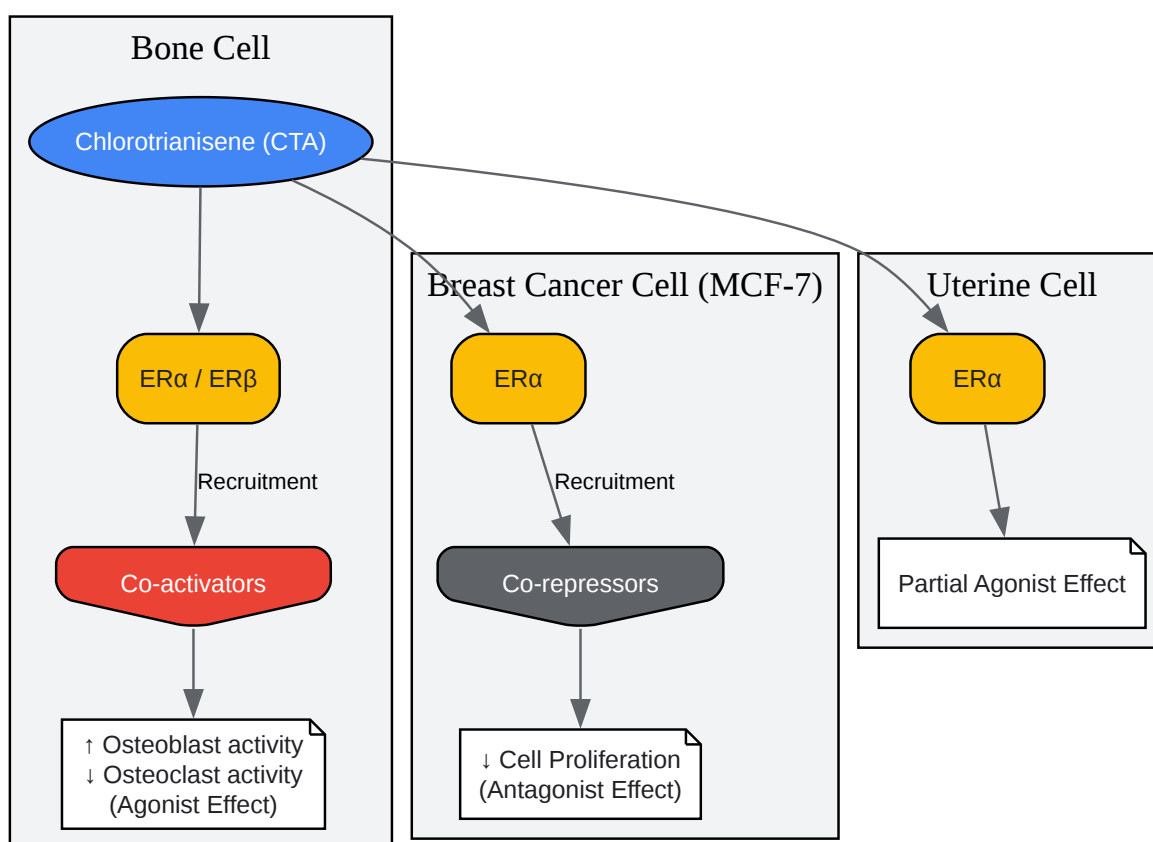 Bone Cell
Chlorotrianisene (CTA)
Breast Cancer Cell (MCF-7)
Uterine Cell
ERα / ERβ
ERα
ERα
Recruitment
Recruitment
Co-activators
Co-repressors
Partial Agonist Effect
↑ Osteoblast activity
↓ Osteoclast activity
(Agonist Effect)
↓ Cell Proliferation
(Antagonist Effect)